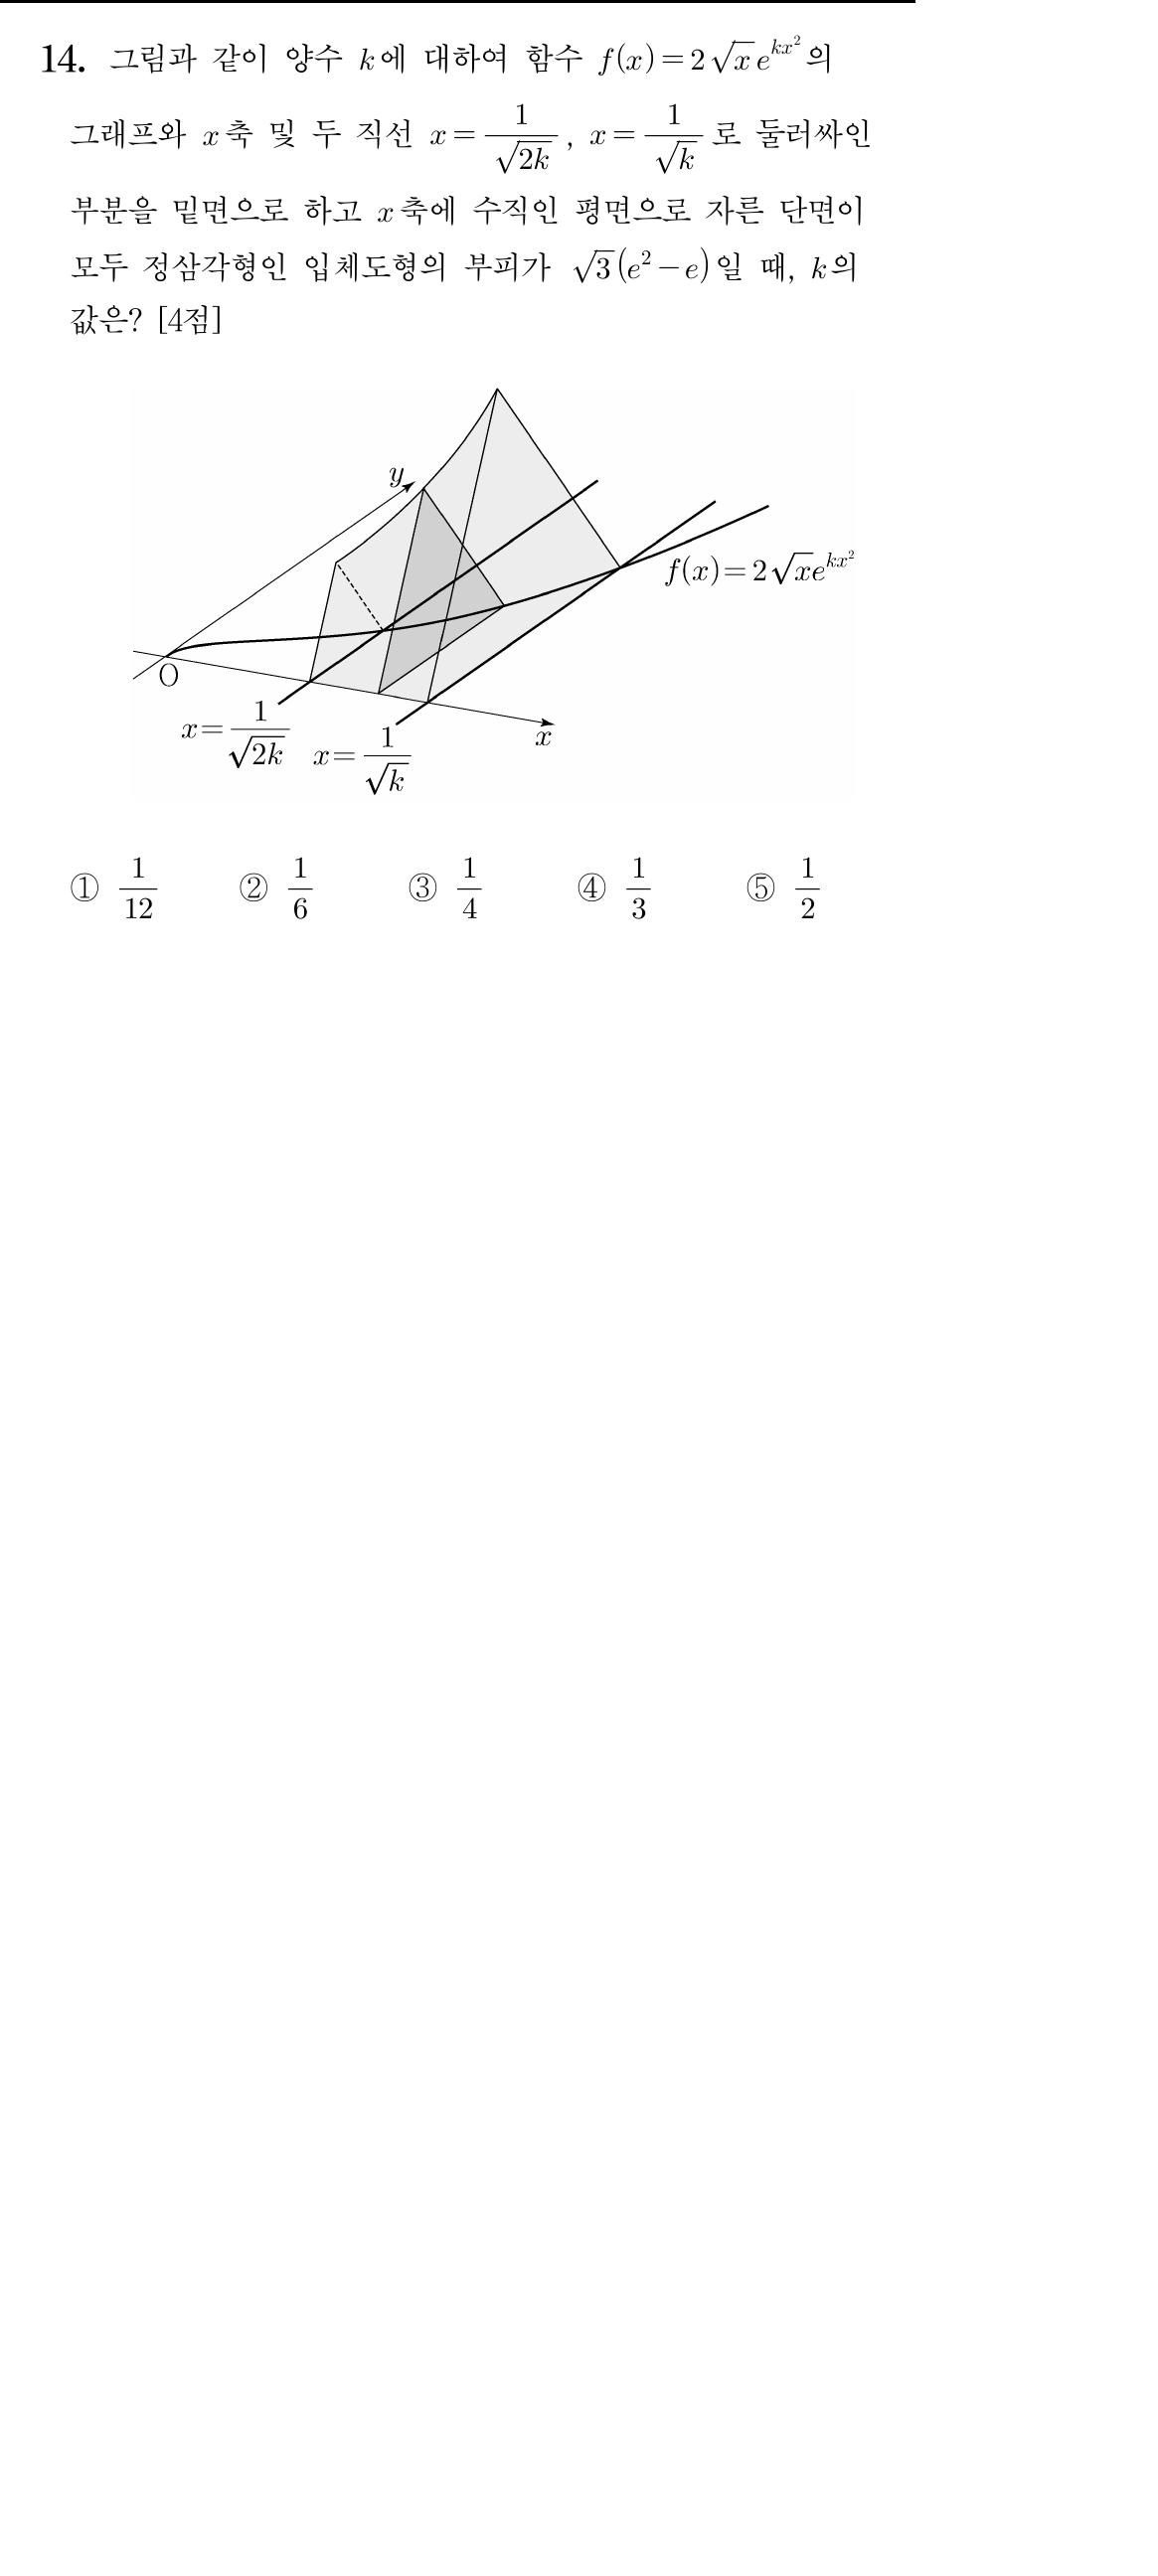 14. 그림과 같이 양수 k에 대하여 함수 f(x)=2√x e^{kx²}의
그래프와 x축 및 두 직선 x=1/√(2k), x=1/√k로 둘러싸인
부분을 밑면으로 하고 x축에 수직인 평면으로 자른 단면이
모두 정삼각형인 입체도형의 부피가 √3(e²-e)일 때, k의
값은? [4점]
y
f(x)=2√x e^{kx²}
O
x=1/√(2k)
x=1/√k
x
① 1/12 ② 1/6 ③ 1/4 ④ 1/3 ⑤ 1/2